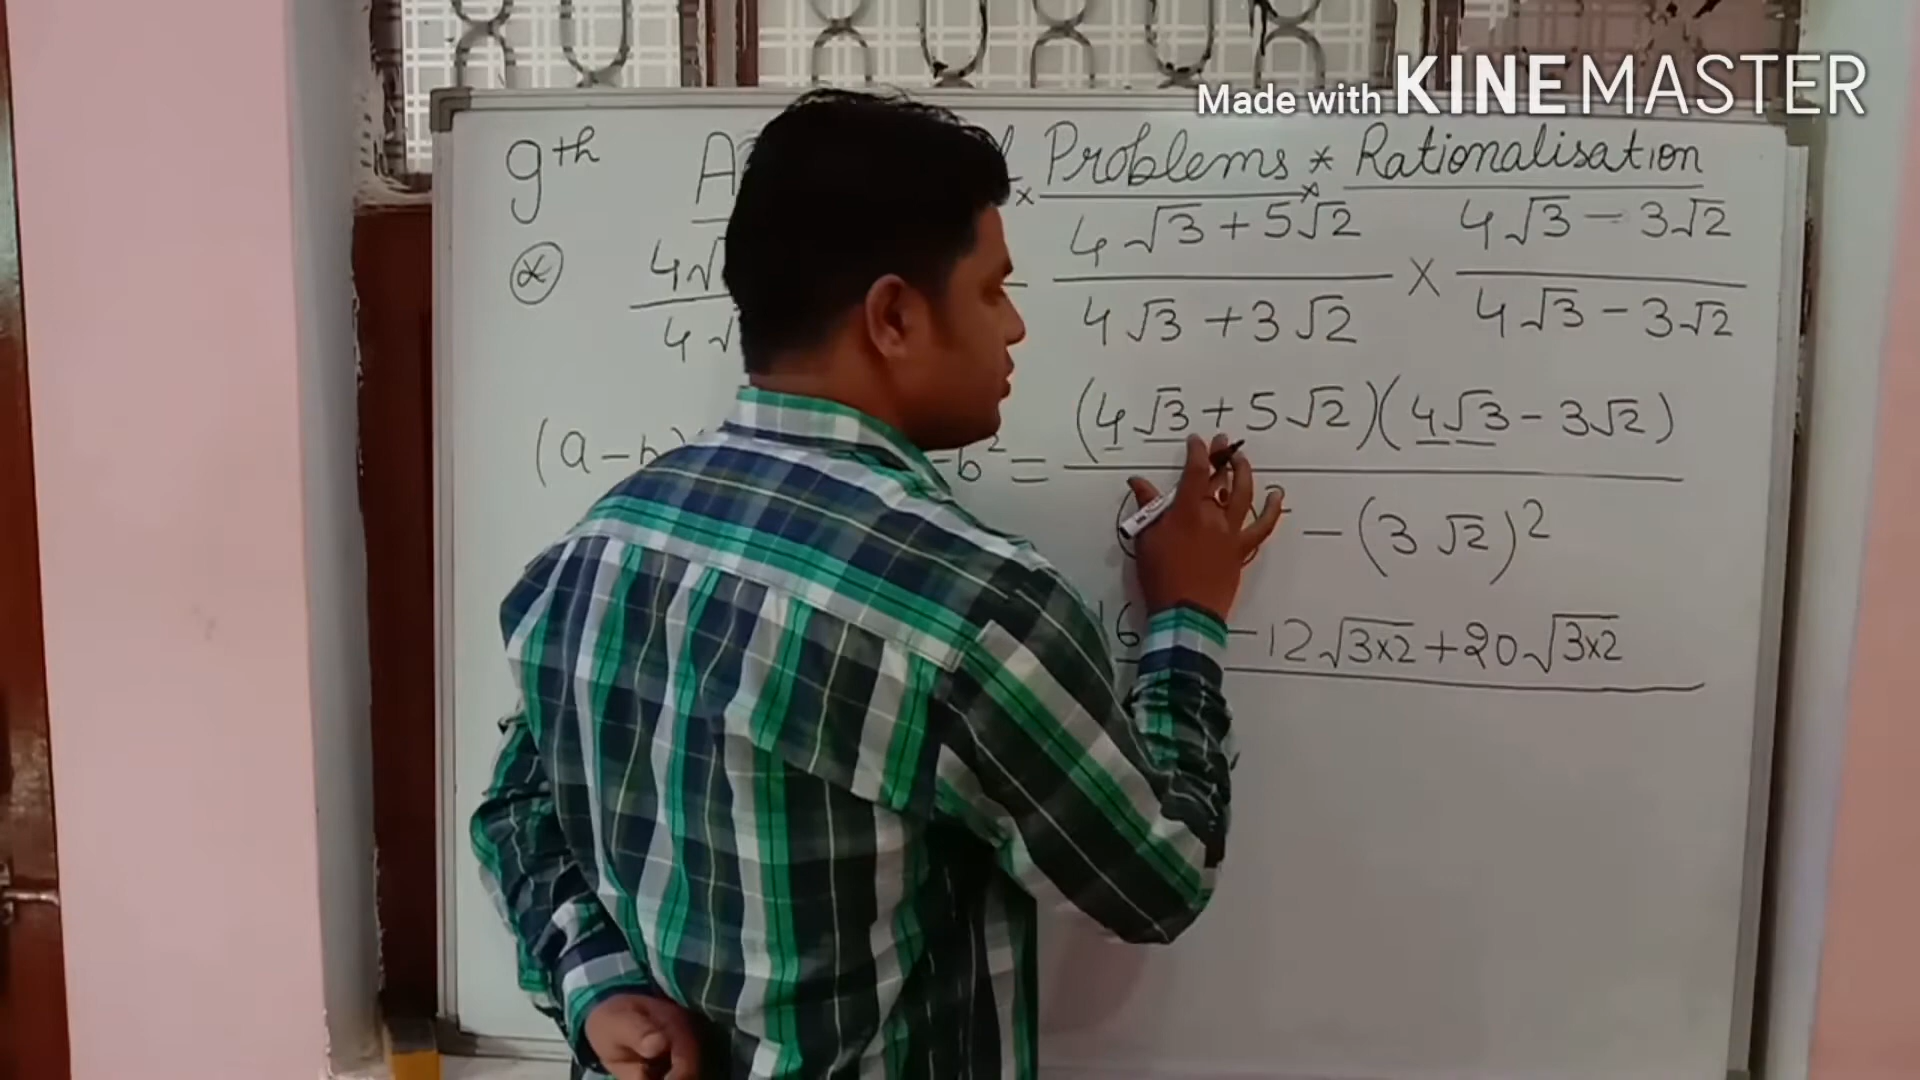 Made with KINEMASTER
9th Problems * Rationalisation
4√3 + 5√2 / 4√3 + 3√2 × 4√3 - 3√2 / 4√3 - 3√2
= (4√3 + 5√2)(4√3 - 3√2)
- (3√2)²
16 - 12√3×2 + 20√3×2